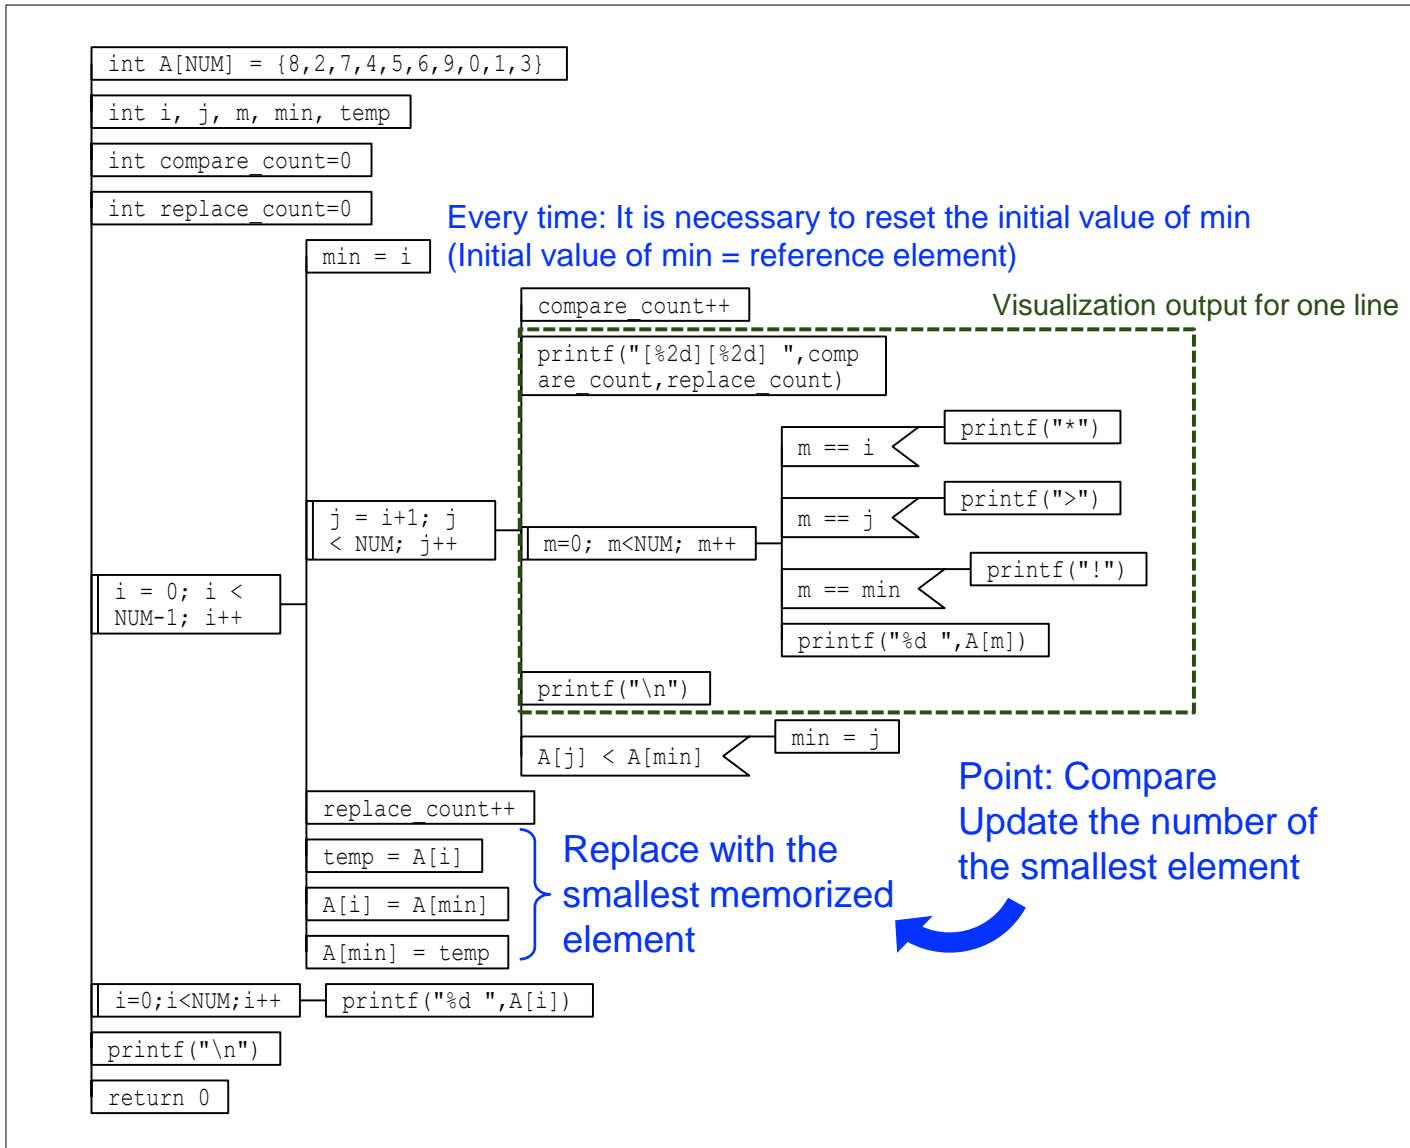 int A[NUM] = {8,2,7,4,5,6,9,0,1,3}
int i, j, m, min, temp
int compare_count=0
int replace_count=0
Every time: It is necessary to reset the initial value of min
(Initial value of min = reference element)
min = i
compare_count++
Visualization output for one line
printf("[%2d][%2d] ",comp
are_count,replace_count)
printf("*")
m == i
printf(">")
m == j
j = i+1; j
< NUM; j++
m=0; m<NUM; m++
printf("!")
m == min
i = 0; i <
NUM-1; i++
printf("%d ",A[m])
printf("\n")
min = j
A[j] < A[min]
Point: Compare
Update the number of
the smallest element
replace_count++
temp = A[i]
A[i] = A[min]
A[min] = temp
Replace with the
smallest memorized
element
i=0;i<NUM;i++
printf("%d ",A[i])
printf("\n")
return 0